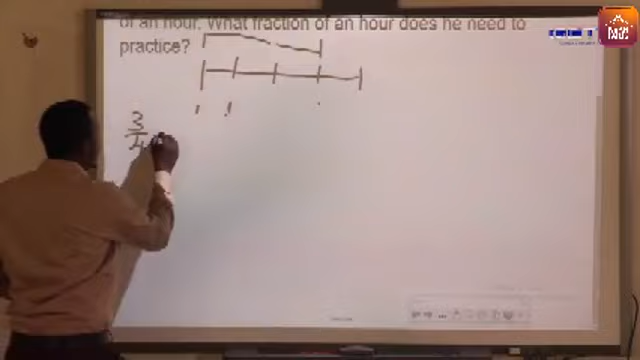 of an hour. What fraction of an hour does he need to
practice?
3
4